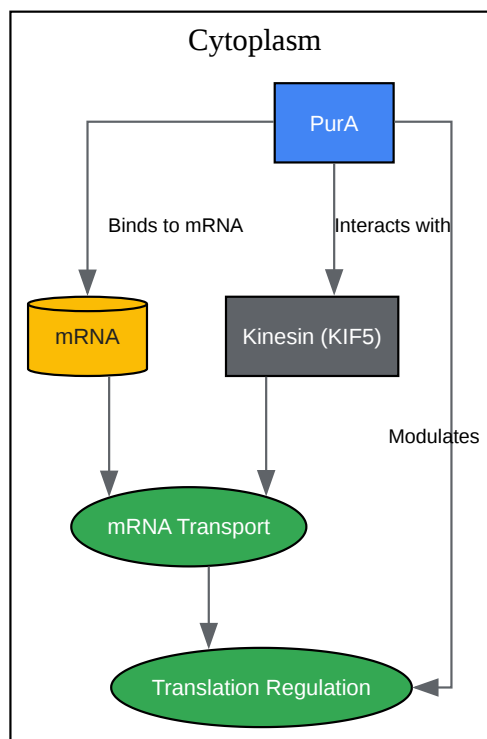 Cytoplasm
PurA
Binds to mRNA
Interacts with
mRNA
Kinesin (KIF5)
Modulates
mRNA Transport
Translation Regulation